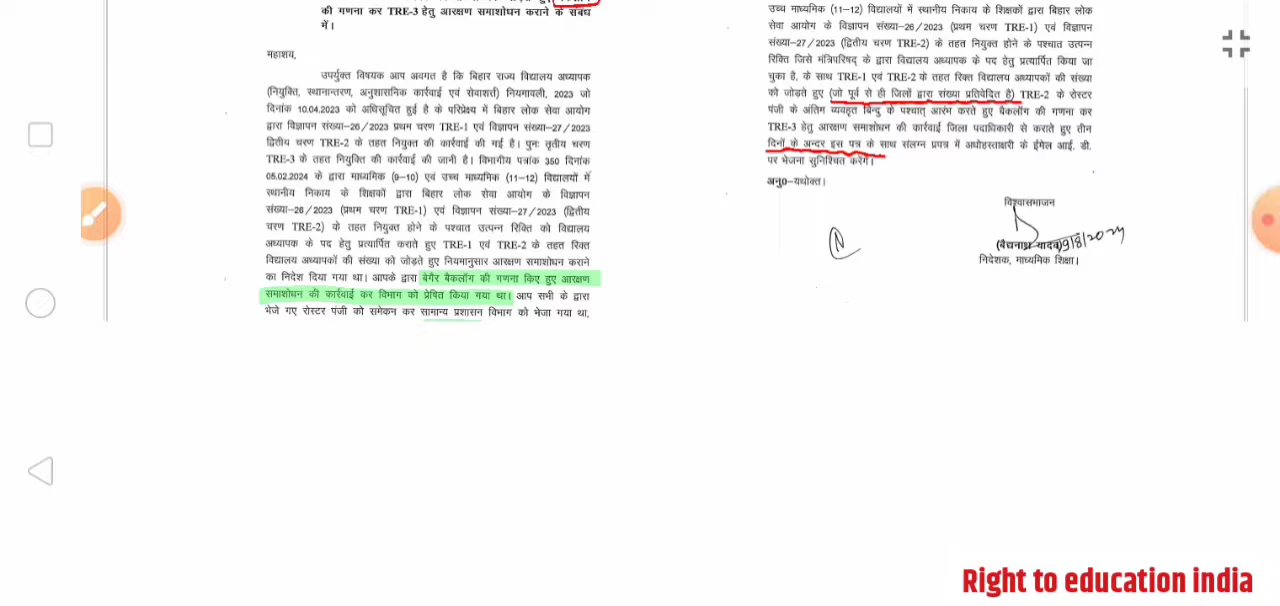 की गणना कर TRE-3 हेतु आरक्षण समाशोधन कराने के संबंध
में।
महाशय,
उपर्युक्त विषयक आप अवगत है कि बिहार राज्य विद्यालय अध्यापक
(नियुक्ति, स्थानान्तरण, अनुशासनिक कार्रवाई एवं सेवाशर्त) नियमावली, 2023 जो
दिनांक 10.04.2023 को अधिसूचित हुई है के परिप्रेक्ष्य में बिहार लोक सेवा आयोग
द्वारा विज्ञापन संख्या-26/2023 प्रथम चरण TRE-1 एवं विज्ञापन संख्या-27/2023
द्वितीय चरण TRE-2 के तहत नियुक्त की कार्रवाई की गई है। पुनः तृतीय चरण
TRE-3 के तहत नियुक्ति की कार्रवाई की जानी है। विभागीय पत्रांक 350 दिनांक
05.02.2024 के द्वारा माध्यमिक (9-10) एवं उच्च माध्यमिक (11-12) विद्यालयों में
स्थानीय निकाय के शिक्षकों द्वारा बिहार लोक सेवा आयोग के विज्ञापन
संख्या-26/2023 (प्रथम चरण TRE-1) एवं विज्ञापन संख्या-27/2023 (द्वितीय
चरण TRE-2) के तहत नियुक्त होने के पश्चात उत्पन्न रिक्ति को विद्यालय
अध्यापक के पद हेतु प्रत्यार्पित कराते हुए TRE-1 एवं TRE-2 के तहत रिक्त
विद्यालय अध्यापकों की संख्या को जोड़ते हुए नियमानुसार आरक्षण समाशोधन कराने
का निदेश दिया गया था। आपके द्वारा बेगैर बैकलॉग की गणना किए हुए आरक्षण
समाशोधन की कार्रवाई कर विभाग को प्रेषित किया गया था। आप सभी के द्वारा
भेजे गए रोस्टर पंजी को समेकन कर सामान्य प्रशासन विभाग को भेजा गया था,
उच्च माध्यमिक (11-12) विद्यालयों में स्थानीय निकाय के शिक्षकों द्वारा बिहार लोक
सेवा आयोग के विज्ञापन संख्या-26/2023 (प्रथम चरण TRE-1) एवं विज्ञापन
संख्या-27/2023 (द्वितीय चरण TRE-2) के तहत नियुक्त होने के पश्चात उत्पन्न
रिक्ति जिसे मंत्रिपरिषद् के द्वारा विद्यालय अध्यापक के पद हेतु प्रत्यार्पित किया जा
चुका है, के साथ TRE-1 एवं TRE-2 के तहत रिक्त विद्यालय अध्यापकों की संख्या
को जोड़ते हुए (जो पूर्व से ही जिलों द्वारा संख्या प्रतिवेदित है) TRE-2 के रोस्टर
पंजी के अंतिम व्यवहृत बिन्दु के पश्चात् आरंभ करते हुए बैकलॉग की गणना कर
TRE-3 हेतु आरक्षण समाशोधन की कार्रवाई जिला पदाधिकारी से कराते हुए तीन
दिनों के अन्दर इस पत्र के साथ संलग्न प्रपत्र में अधोहस्ताक्षरी के ईमेल आई. डी.
पर भेजना सुनिश्चित करेंगे।
अनु0-यथोक्त।
विश्वासभाजन
(बैद्यनाथ यादव) 9/8/2024
निदेशक, माध्यमिक शिक्षा।
Right to education india